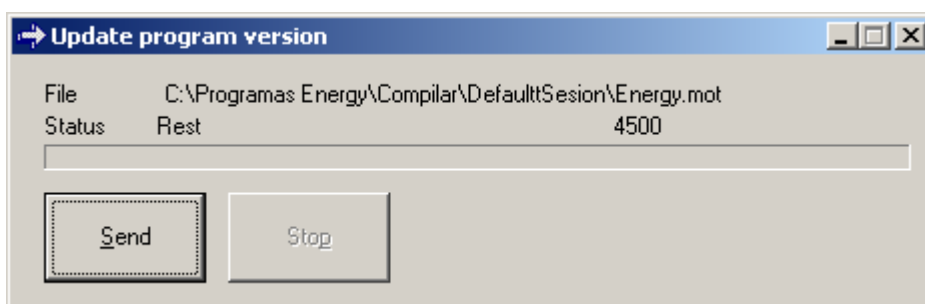 Update program version
File C:\Programas Energy\Compilar\DefaulttSesion\Energy.mot
Status Rest 4500
Send Stop